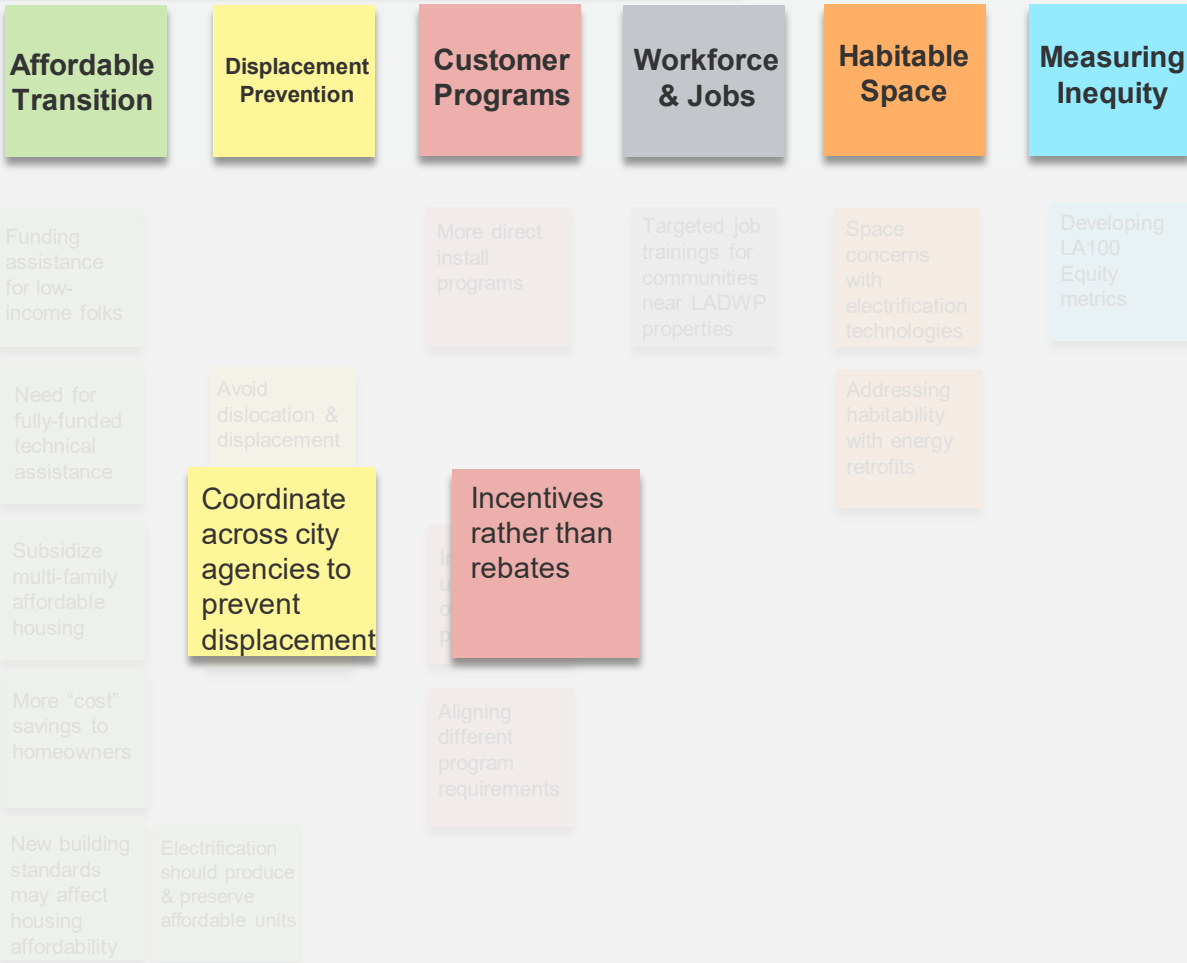 Affordable
Transition
Displacement
Prevention
Customer
Programs
Workforce
& Jobs
Habitable
Space
Measuring
Inequity
Funding
assistance
for low-
income folks
More direct
install
programs
Targeted job
trainings for
communities
near LADWP
properties
Space
concerns
with
electrification
technologies
Developing
LA100
Equity
metrics
Need for
fully-funded
technical
assistance
Avoid
dislocation &
displacement
Addressing
habitability
with energy
retrofits
Coordinate
across city
agencies to
prevent
displacement
Incentives
rather than
rebates
Subsidize
multi-family
affordable
housing
More “cost”
savings to
homeowners
Aligning
different
program
requirements
New building
standards
may affect
housing
affordability
Electrification
should produce
& preserve
affordable units